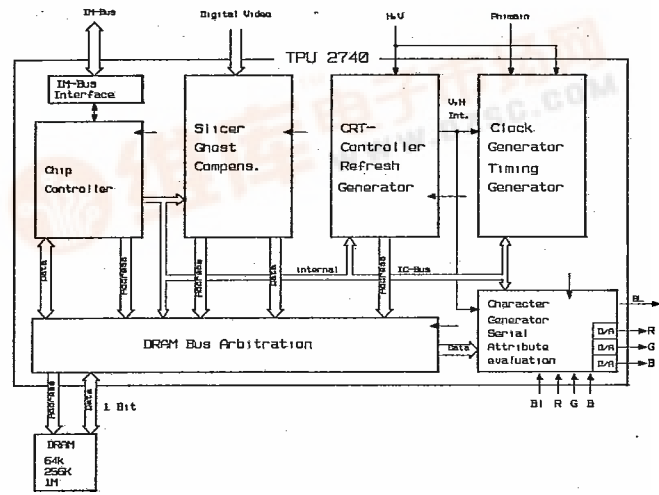 IM-Bus
Digital Video
H&V
Phimain
TPU 2740
IM-Bus
Interface
Chip
Controller
Slicer
Ghost
Compens.
CRT-
Controller
Refresh
Generator
V,H
Int.
Clock
Generator
Timing
Generator
Internal
IC-Bus
Data
Address
Address
Data
Address
DRAM Bus Arbitration
Data
Character
Generator
Serial
Attribute
evaluation
D/A
D/A
D/A
BL
R
G
B
BI R G B
Address
Data
1 Bit
DRAM
64k
256K
1M